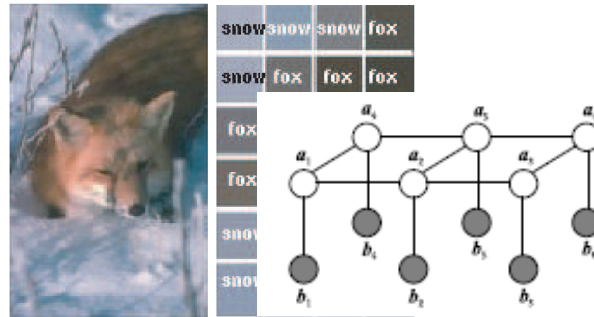 snow snow snow fox
snow fox fox fox
a₄ a₅
fox
a₁ a₂ a₃
fox
snow
b₄ b₅
snow
b₁ b₂ b₃